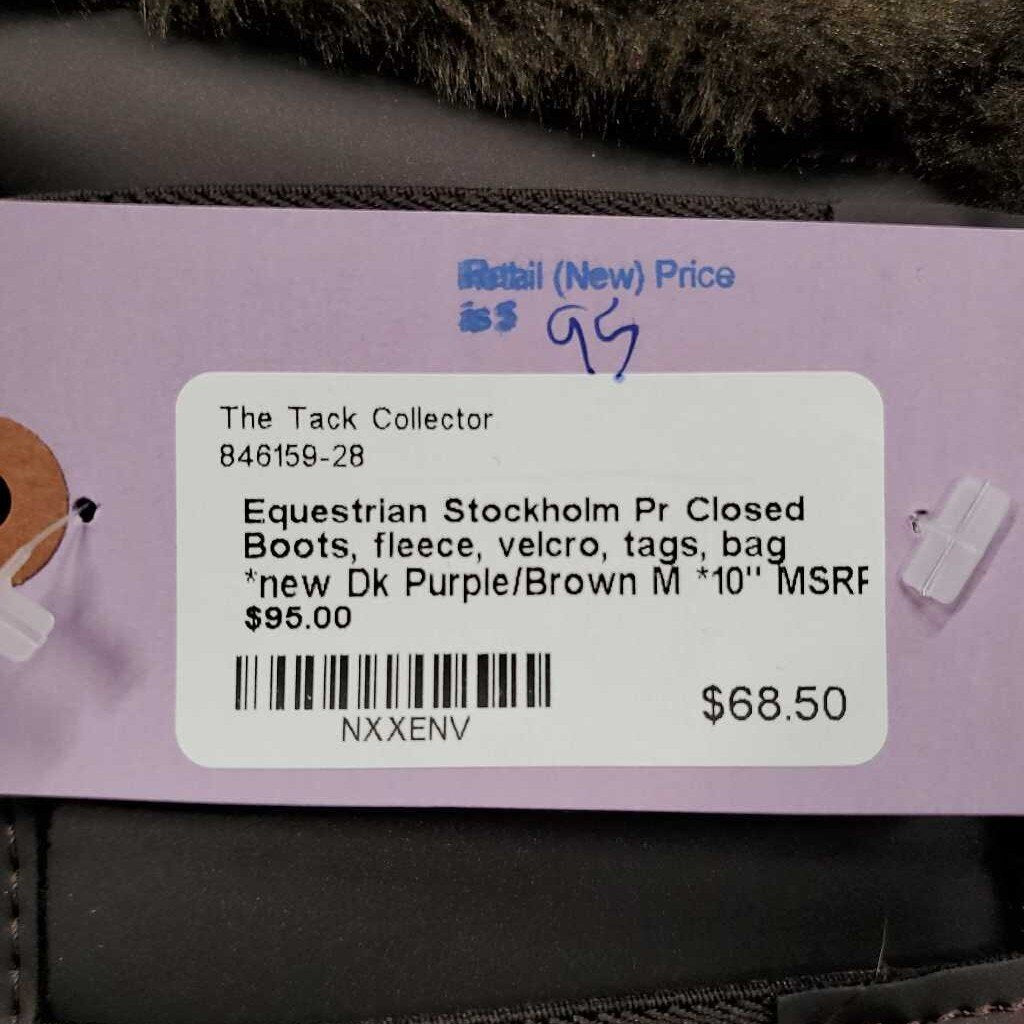 Retail (New) Price
is $ 95
The Tack Collector
846159-28
Equestrian Stockholm Pr Closed
Boots, fleece, velcro, tags, bag
*new Dk Purple/Brown M *10" MSRP
$95.00
NXXENV
$68.50